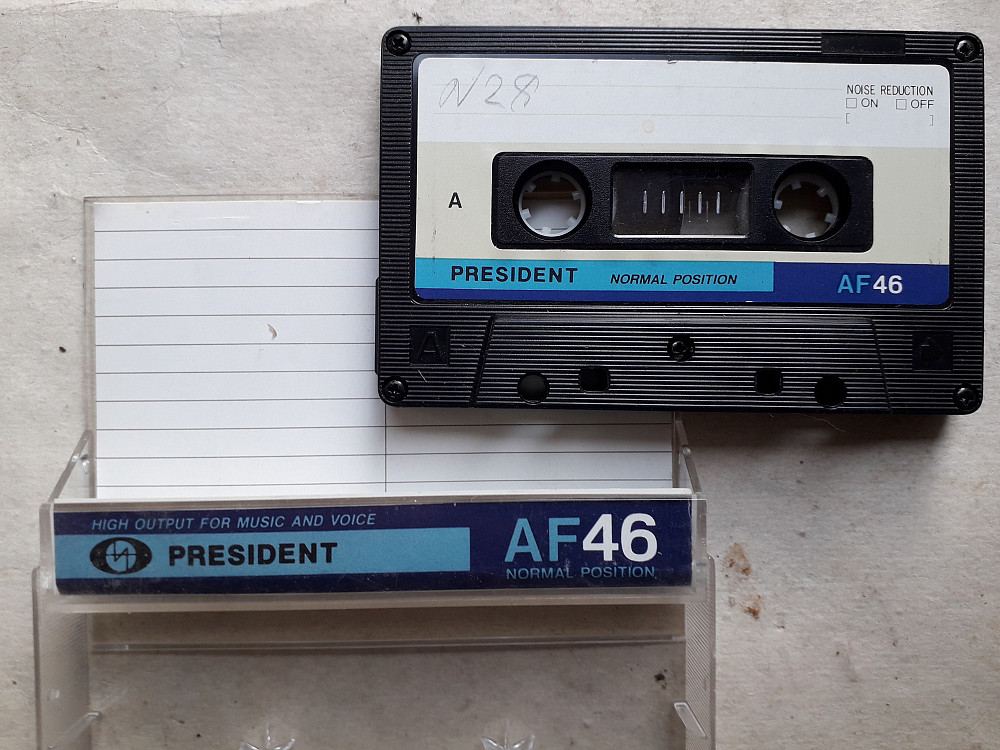 N28
NOISE REDUCTION
ON OFF
[ ]
A
PRESIDENT NORMAL POSITION AF46
A
HIGH OUTPUT FOR MUSIC AND VOICE
PRESIDENT AF46
NORMAL POSITION